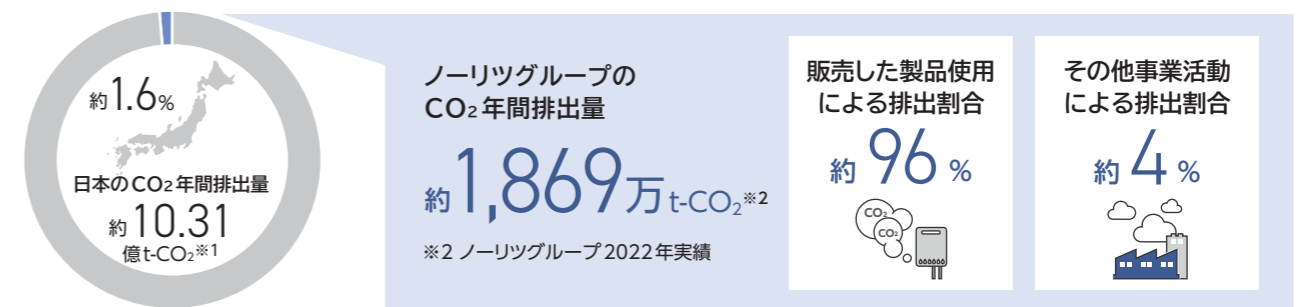 約1.6%
日本のCO2年間排出量
約10.31
億t-CO2※1
ノーリツグループの
CO2年間排出量
約1,869万t-CO2※2
※2 ノーリツグループ2022年実績
販売した製品使用
による排出割合
約96%
CO2
CO2
その他事業活動
による排出割合
約4%